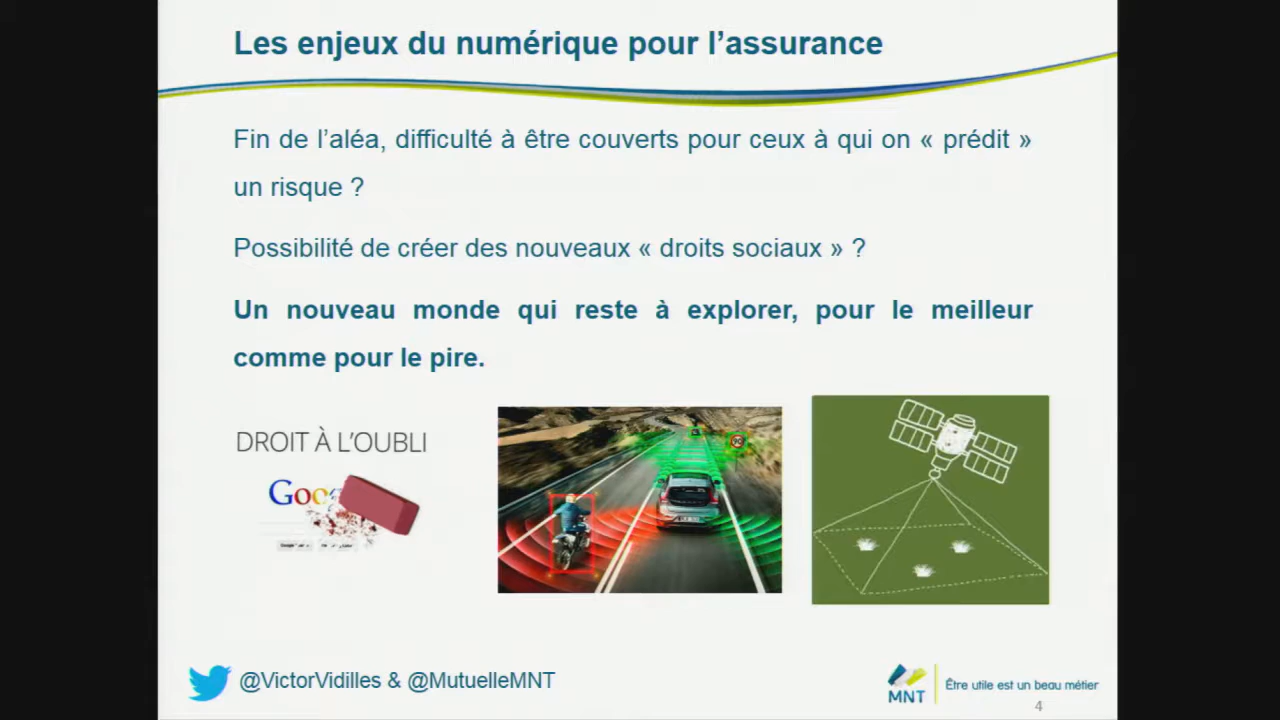 Les enjeux du numérique pour l’assurance
Fin de l’aléa, difficulté à être couverts pour ceux à qui on « prédit »
un risque ?
Possibilité de créer des nouveaux « droits sociaux » ?
Un nouveau monde qui reste à explorer, pour le meilleur
comme pour le pire.
DROIT À L’OUBLI
Goo
@VictorVidilles & @MutuelleMNT
MNT
Être utile est un beau métier
4